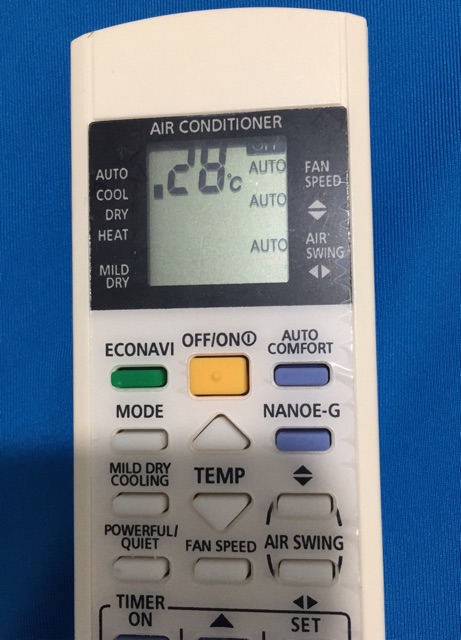 AIR CONDITIONER
OFF
AUTO
COOL
DRY
HEAT
MILD
DRY
28°C
AUTO
AUTO
AUTO
FAN
SPEED
AIR
SWING
ECONAVI
OFF/ON
AUTO
COMFORT
MODE
NANOE-G
MILD DRY
COOLING
TEMP
POWERFUL/
QUIET
FAN SPEED
AIR SWING
TIMER
ON
SET